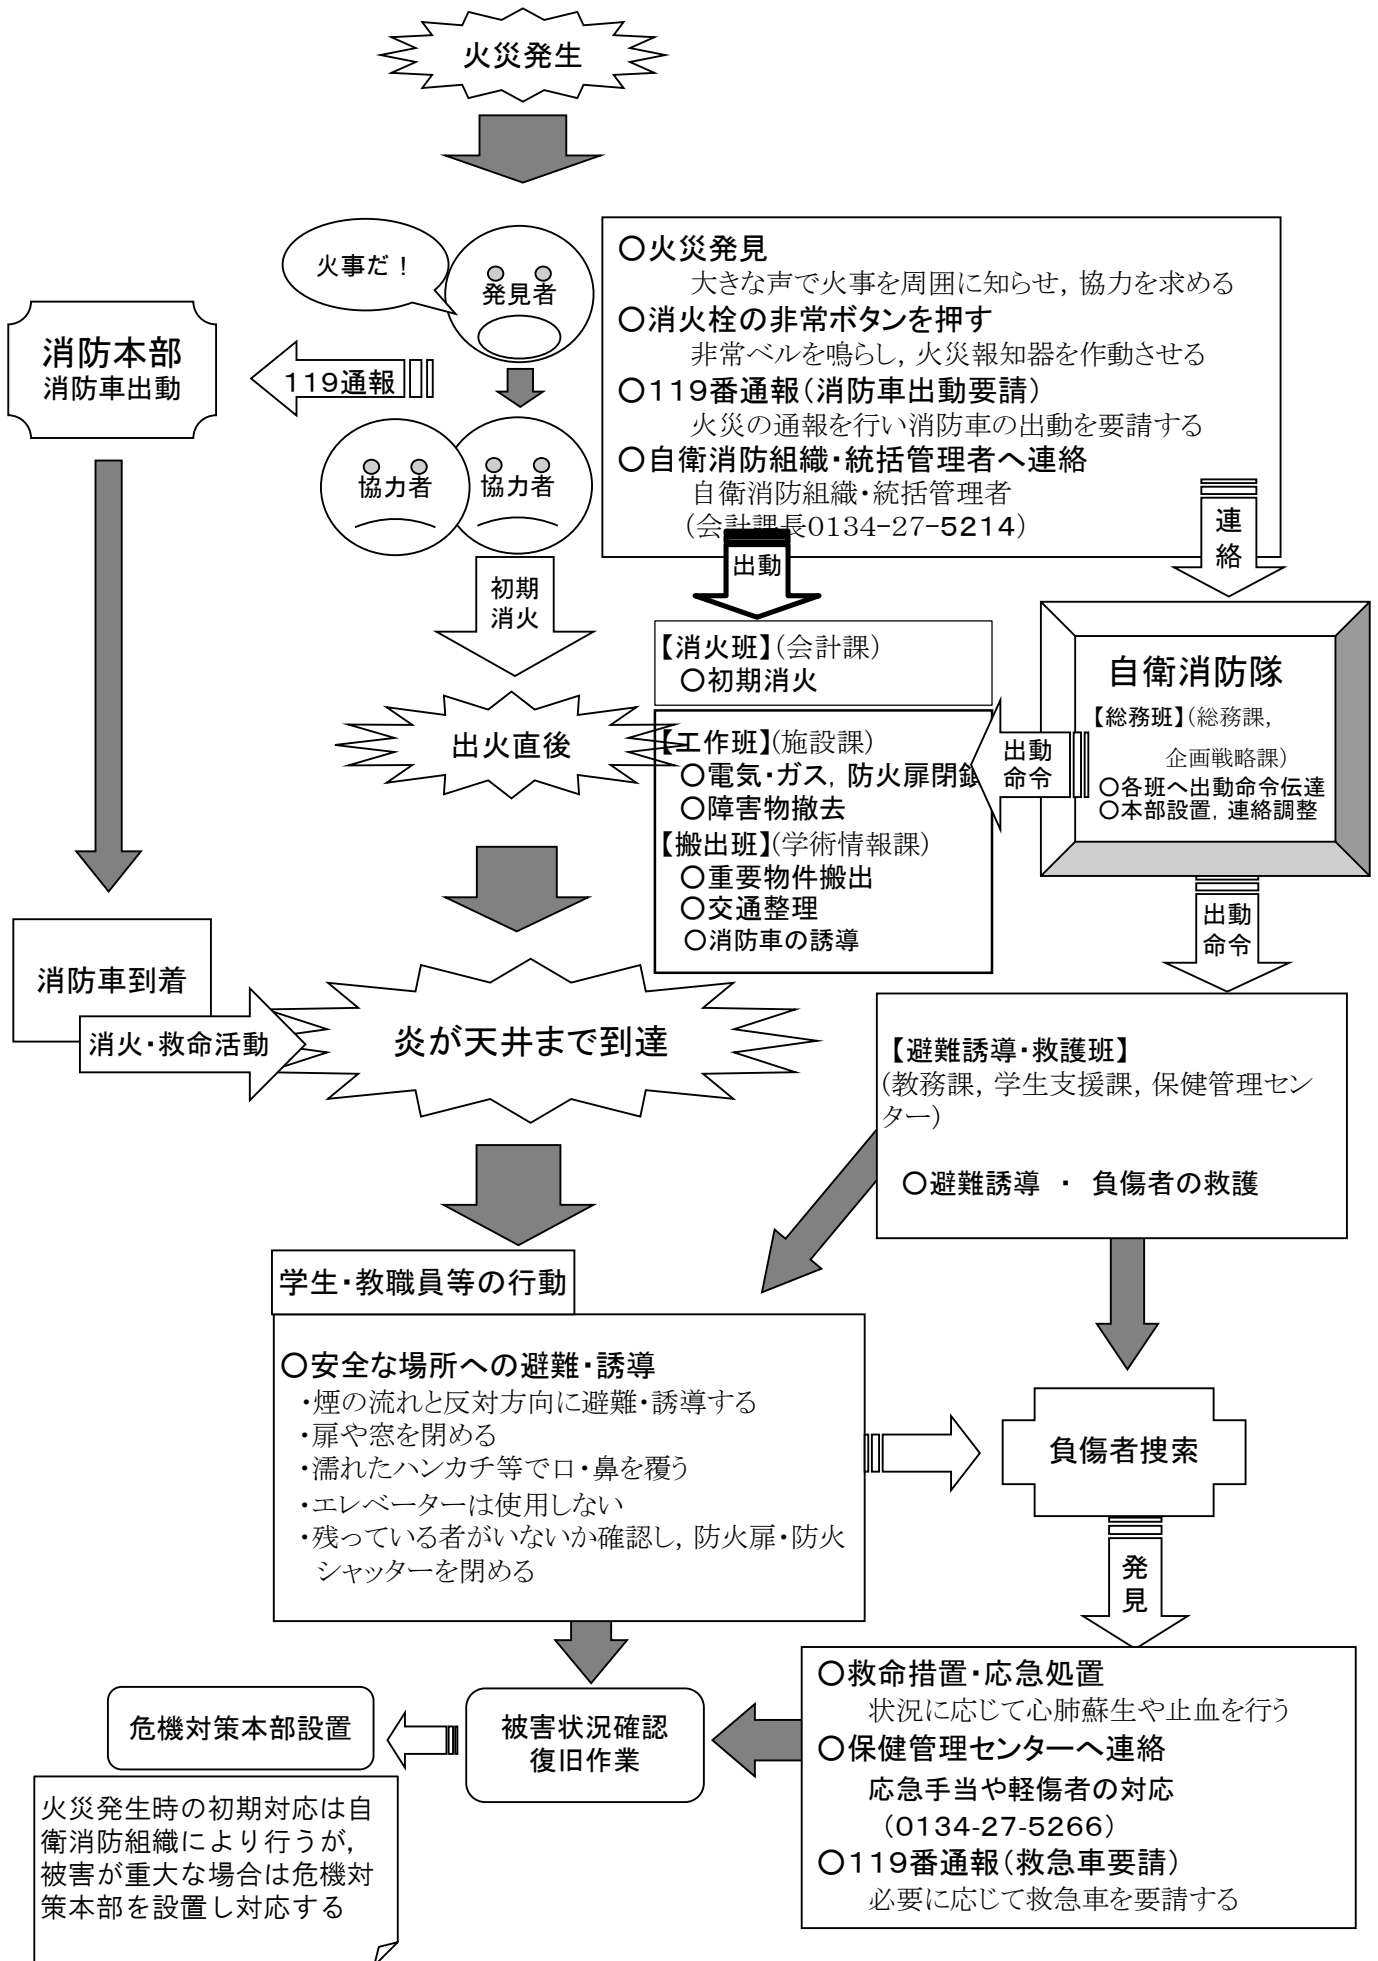 火災発生
火事だ！
発見者
119通報
消防本部
消防車出動
協力者
協力者
○火災発見
大きな声で火事を周囲に知らせ，協力を求める
○消火栓の非常ボタンを押す
非常ベルを鳴らし，火災報知器を作動させる
○119番通報（消防車出動要請）
火災の通報を行い消防車の出動を要請する
○自衛消防組織・統括管理者へ連絡
自衛消防組織・統括管理者
（会計課長0134-27-5214）
連
絡
出動
初期
消火
【消火班】（会計課）
○初期消火
自衛消防隊
【総務班】（総務課，
企画戦略課）
○各班へ出動命令伝達
○本部設置，連絡調整
出動
命令
出火直後
【工作班】（施設課）
○電気・ガス，防火扉閉鎖
○障害物撤去
【搬出班】（学術情報課）
○重要物件搬出
○交通整理
○消防車の誘導
出動
命令
消防車到着
消火・救命活動
炎が天井まで到達
【避難誘導・救護班】
（教務課，学生支援課，保健管理セン
ター）
○避難誘導　・　負傷者の救護
学生・教職員等の行動
○安全な場所への避難・誘導
・煙の流れと反対方向に避難・誘導する
・扉や窓を閉める
・濡れたハンカチ等で口・鼻を覆う
・エレベーターは使用しない
・残っている者がいないか確認し，防火扉・防火
シャッターを閉める
負傷者捜索
発
見
○救命措置・応急処置
状況に応じて心肺蘇生や止血を行う
○保健管理センターへ連絡
応急手当や軽傷者の対応
（0134-27-5266）
○119番通報（救急車要請）
必要に応じて救急車を要請する
被害状況確認
復旧作業
危機対策本部設置
火災発生時の初期対応は自
衛消防組織により行うが，
被害が重大な場合は危機対
策本部を設置し対応する